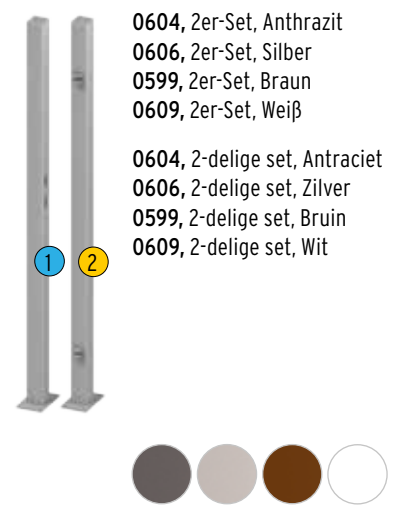 0604, 2er-Set, Anthrazit
0606, 2er-Set, Silber
0599, 2er-Set, Braun
0609, 2er-Set, Weiß
0604, 2-delige set, Antraciet
0606, 2-delige set, Zilver
0599, 2-delige set, Bruin
0609, 2-delige set, Wit
1 2